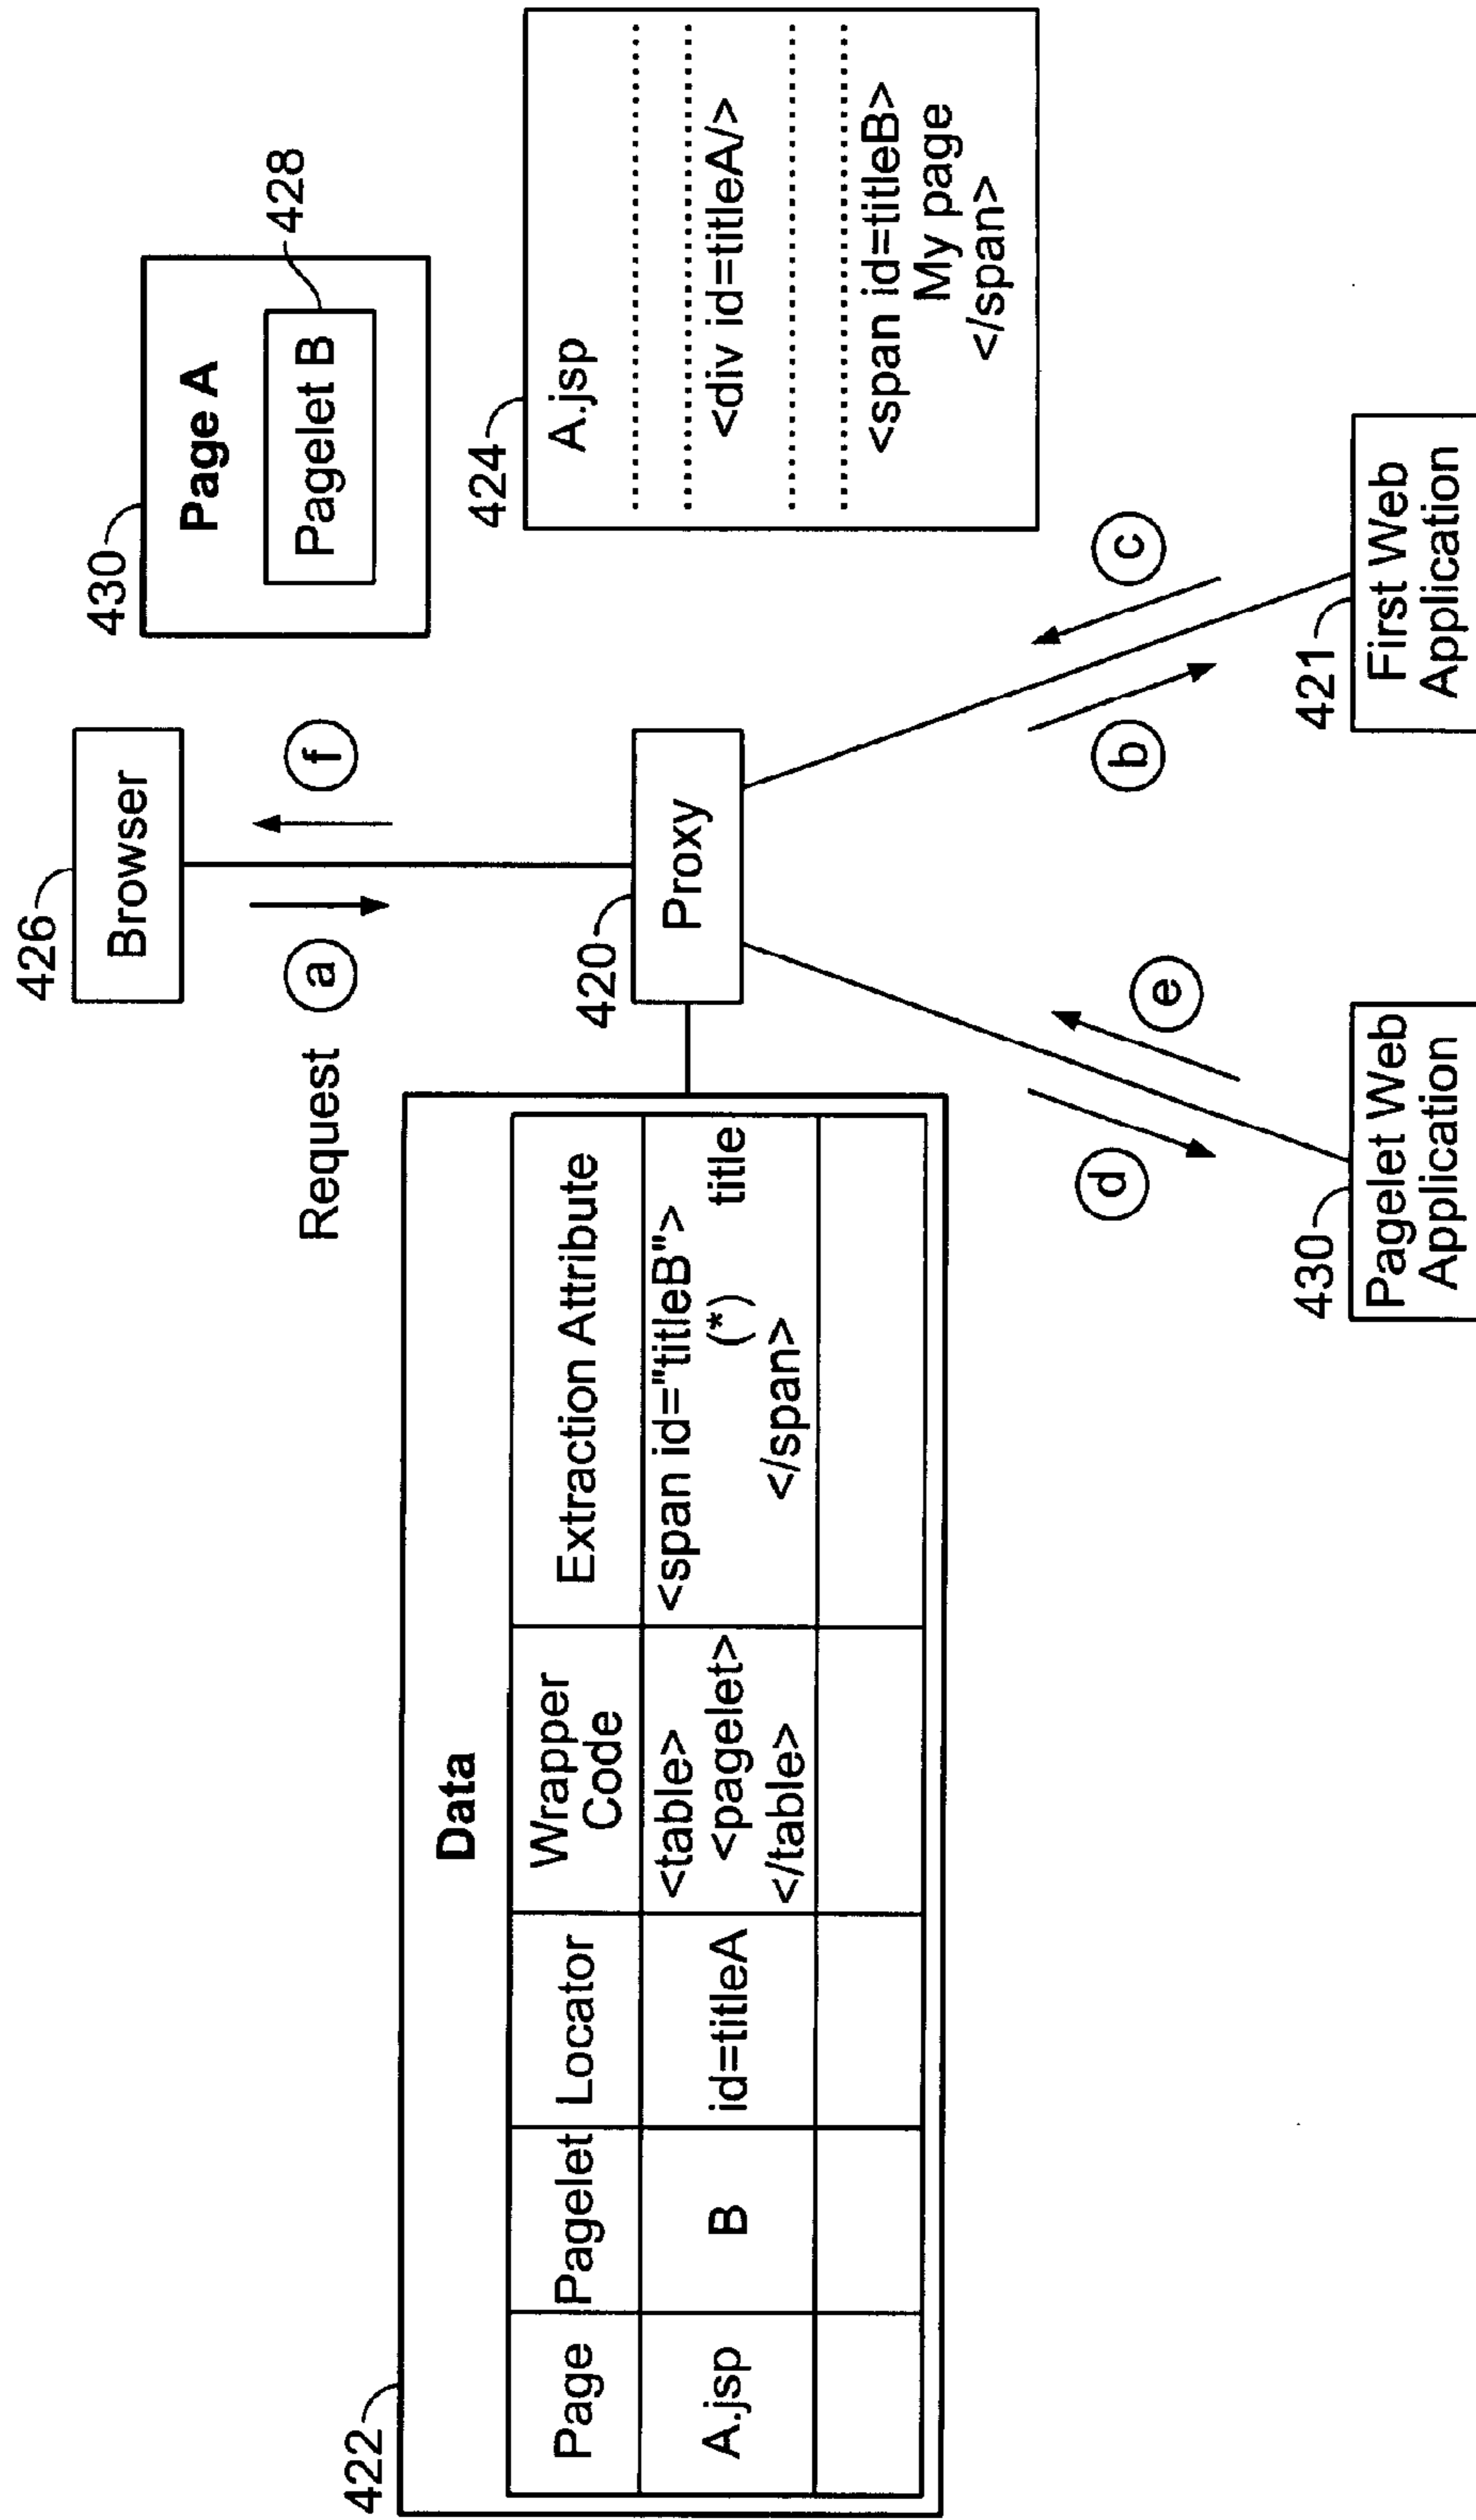 426
Browser
Request
a
f
430
Page A
Pagelet B
428
422
Data
Page
Pagelet
Locator
Wrapper
Code
Extraction Attribute
A.jsp
B
id=titleA
<table>
<pagelet>
</table>
<span id="titleB">
(*) title
</span>
420
Proxy
424
A.jsp
<div id=titleA/>
<span id=titleB>
My page
</span>
d
e
b
c
430
Pagelet Web
Application
421
First Web
Application